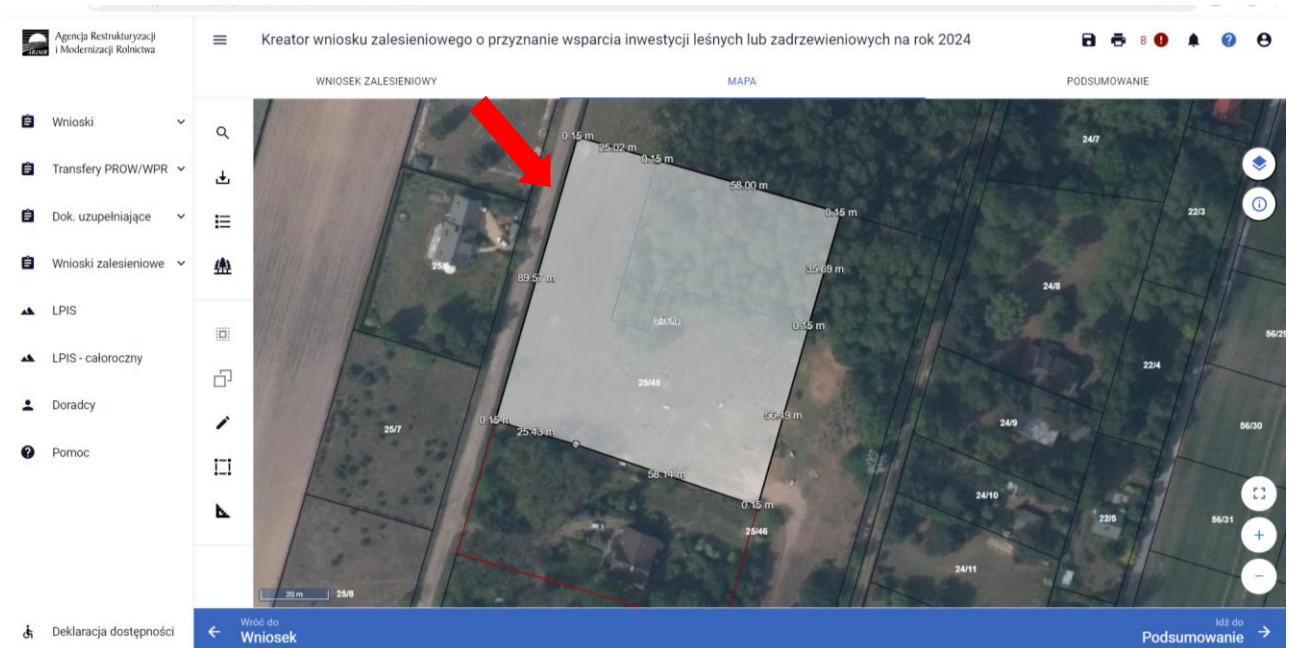 Agencja Restrukturyzacji
i Modernizacji Rolnictwa
ARiMR
Kreator wniosku zalesieniowego o przyznanie wsparcia inwestycji leśnych lub zadrzewieniowych na rok 2024
8
WNIOSEK ZALESIENIOWY
MAPA
PODSUMOWANIE
Wnioski
Transfery PROW/WPR
Dok. uzupełniające
Wnioski zalesieniowe
LPIS
LPIS - całoroczny
Doradcy
Pomoc
Deklaracja dostępności
0.15 m
25.02 m
0.15 m
58.00 m
0.15 m
24/7
22/3
89.57 m
35.69 m
24/8
0.15 m
56/29
25/45
22/4
0.15 m
25.43 m
56.49 m
25/7
24/9
56/30
58.14 m
0.15 m
24/10
25/46
22/5
56/31
24/11
20 m
25/8
Wróć do
Wniosek
Idź do
Podsumowanie